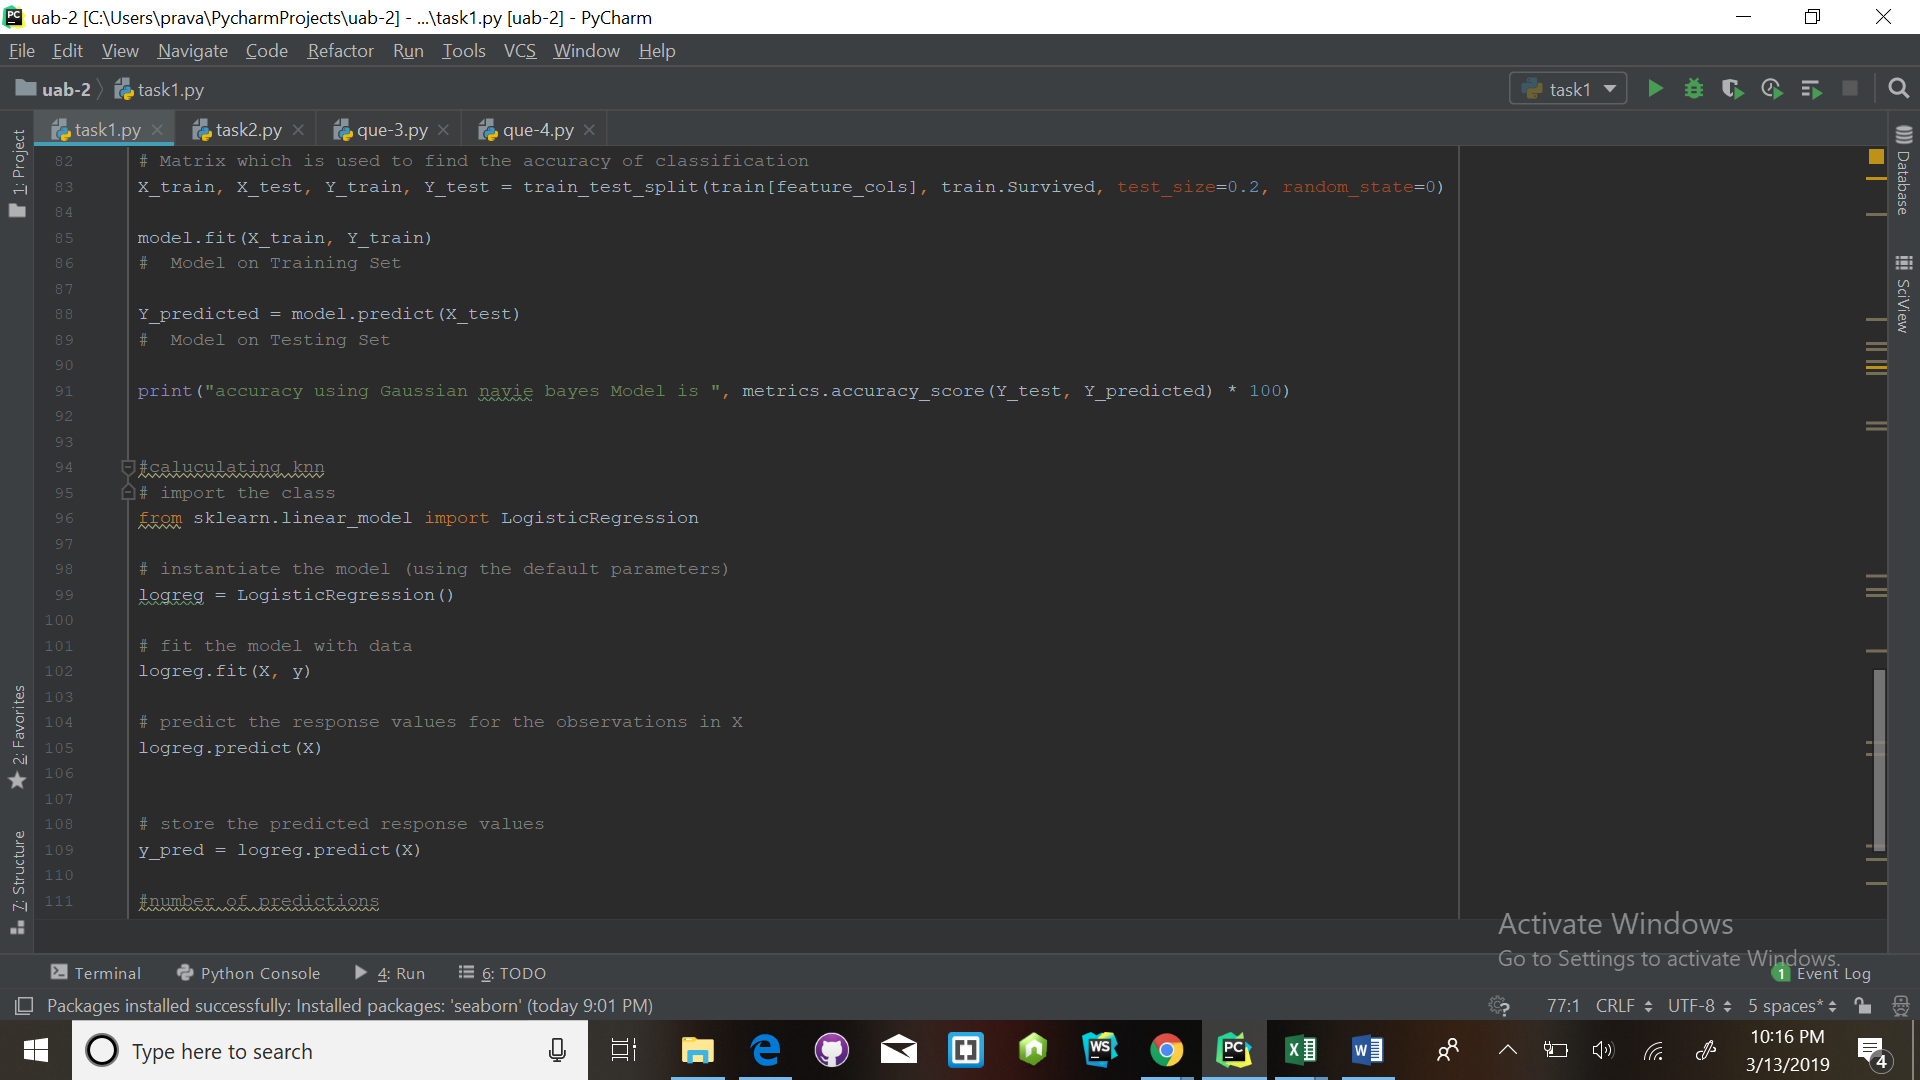 uab-2 [C:\Users\prava\PycharmProjects\uab-2] - ...\task1.py [uab-2] - PyCharm
File Edit View Navigate Code Refactor Run Tools VCS Window Help
uab-2 task1.py task1
task1.py task2.py que-3.py que-4.py
1: Project
2: Favorites
7: Structure
Database
SciView
82 # Matrix which is used to find the accuracy of classification
83 X_train, X_test, Y_train, Y_test = train_test_split(train[feature_cols], train.Survived, test_size=0.2, random_state=0)
84
85 model.fit(X_train, Y_train)
86 #  Model on Training Set
87
88 Y_predicted = model.predict(X_test)
89 #  Model on Testing Set
90
91 print("accuracy using Gaussian navie bayes Model is ", metrics.accuracy_score(Y_test, Y_predicted) * 100)
92
93
94 #caluculating knn
95 # import the class
96 from sklearn.linear_model import LogisticRegression
97
98 # instantiate the model (using the default parameters)
99 logreg = LogisticRegression()
100
101 # fit the model with data
102 logreg.fit(X, y)
103
104 # predict the response values for the observations in X
105 logreg.predict(X)
106
107
108 # store the predicted response values
109 y_pred = logreg.predict(X)
110
111 #number of predictions
Activate Windows
Go to Settings to activate Windows.
Terminal Python Console 4: Run 6: TODO 1 Event Log
Packages installed successfully: Installed packages: 'seaborn' (today 9:01 PM) 77:1 CRLF UTF-8 5 spaces*
Type here to search
WS
PC
10:16 PM
3/13/2019
4